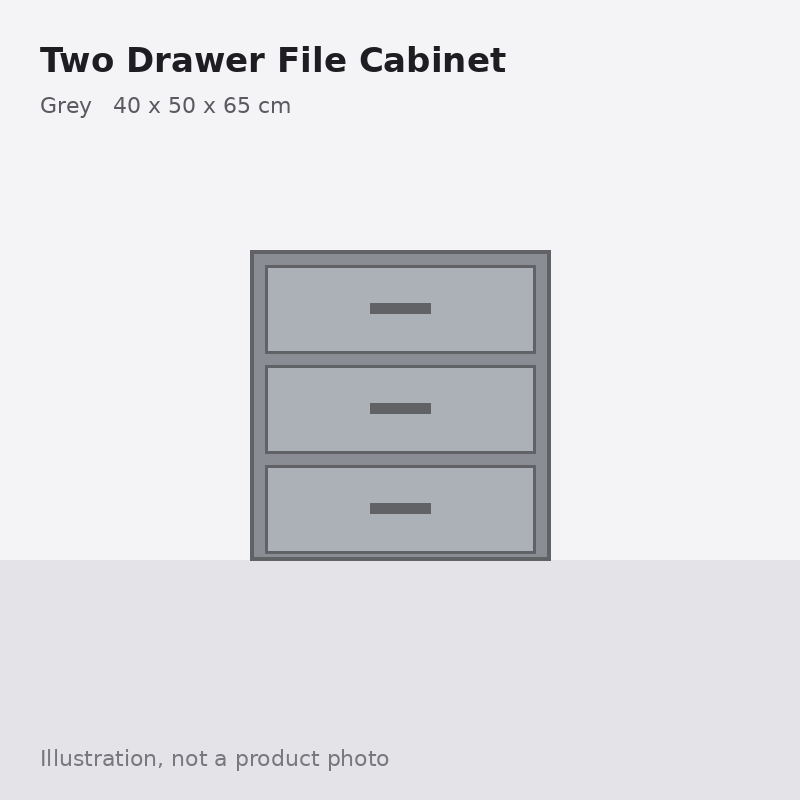 Two Drawer File Cabinet
Grey 40 x 50 x 65 cm
Illustration, not a product photo